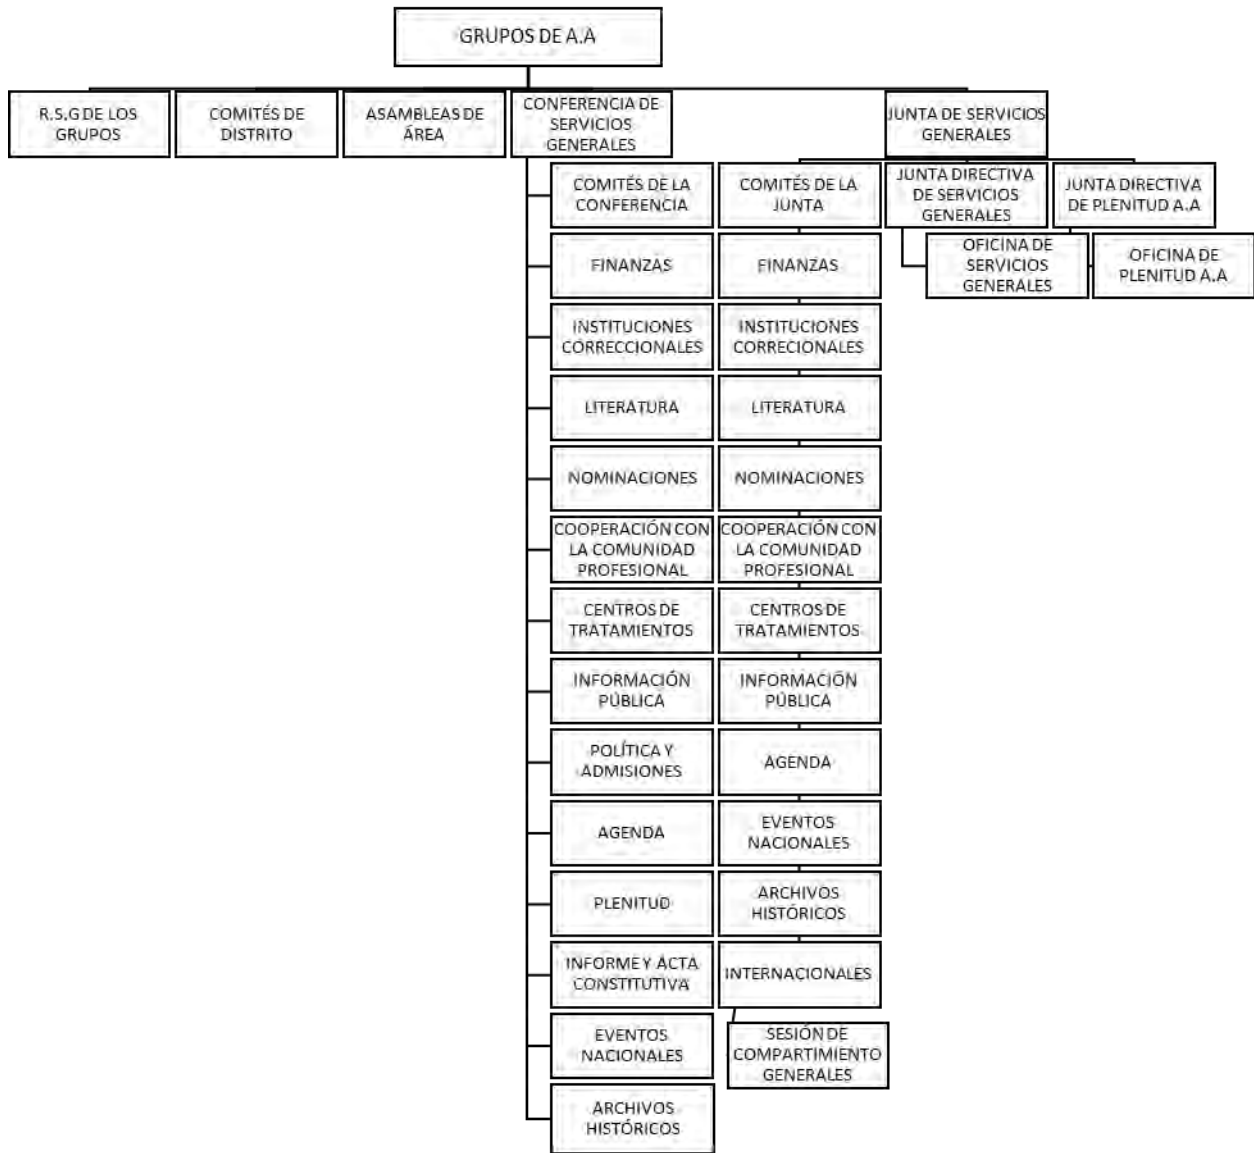 GRUPOS DE A.A
R.S.G DE LOS
GRUPOS
COMITÉS DE
DISTRITO
ASAMBLEAS DE
ÁREA
CONFERENCIA DE
SERVICIOS
GENERALES
JUNTA DE SERVICIOS
GENERALES
COMITÉS DE LA
CONFERENCIA
FINANZAS
INSTITUCIONES
CORRECCIONALES
LITERATURA
NOMINACIONES
COOPERACIÓN CON
LA COMUNIDAD
PROFESIONAL
CENTROS DE
TRATAMIENTOS
INFORMACIÓN
PÚBLICA
POLÍTICA Y
ADMISIONES
AGENDA
PLENITUD
INFORME Y ACTA
CONSTITUTIVA
EVENTOS
NACIONALES
ARCHIVOS
HISTÓRICOS
COMITÉS DE LA
JUNTA
FINANZAS
INSTITUCIONES
CORRECIONALES
LITERATURA
NOMINACIONES
COOPERACIÓN CON
LA COMUNIDAD
PROFESIONAL
CENTROS DE
TRATAMIENTOS
INFORMACIÓN
PÚBLICA
AGENDA
EVENTOS
NACIONALES
ARCHIVOS
HISTÓRICOS
INTERNACIONALES
SESIÓN DE
COMPARTIMIENTO
GENERALES
JUNTA DIRECTIVA
DE SERVICIOS
GENERALES
OFICINA DE
SERVICIOS
GENERALES
JUNTA DIRECTIVA
DE PLENITUD A.A
OFICINA DE
PLENITUD A.A